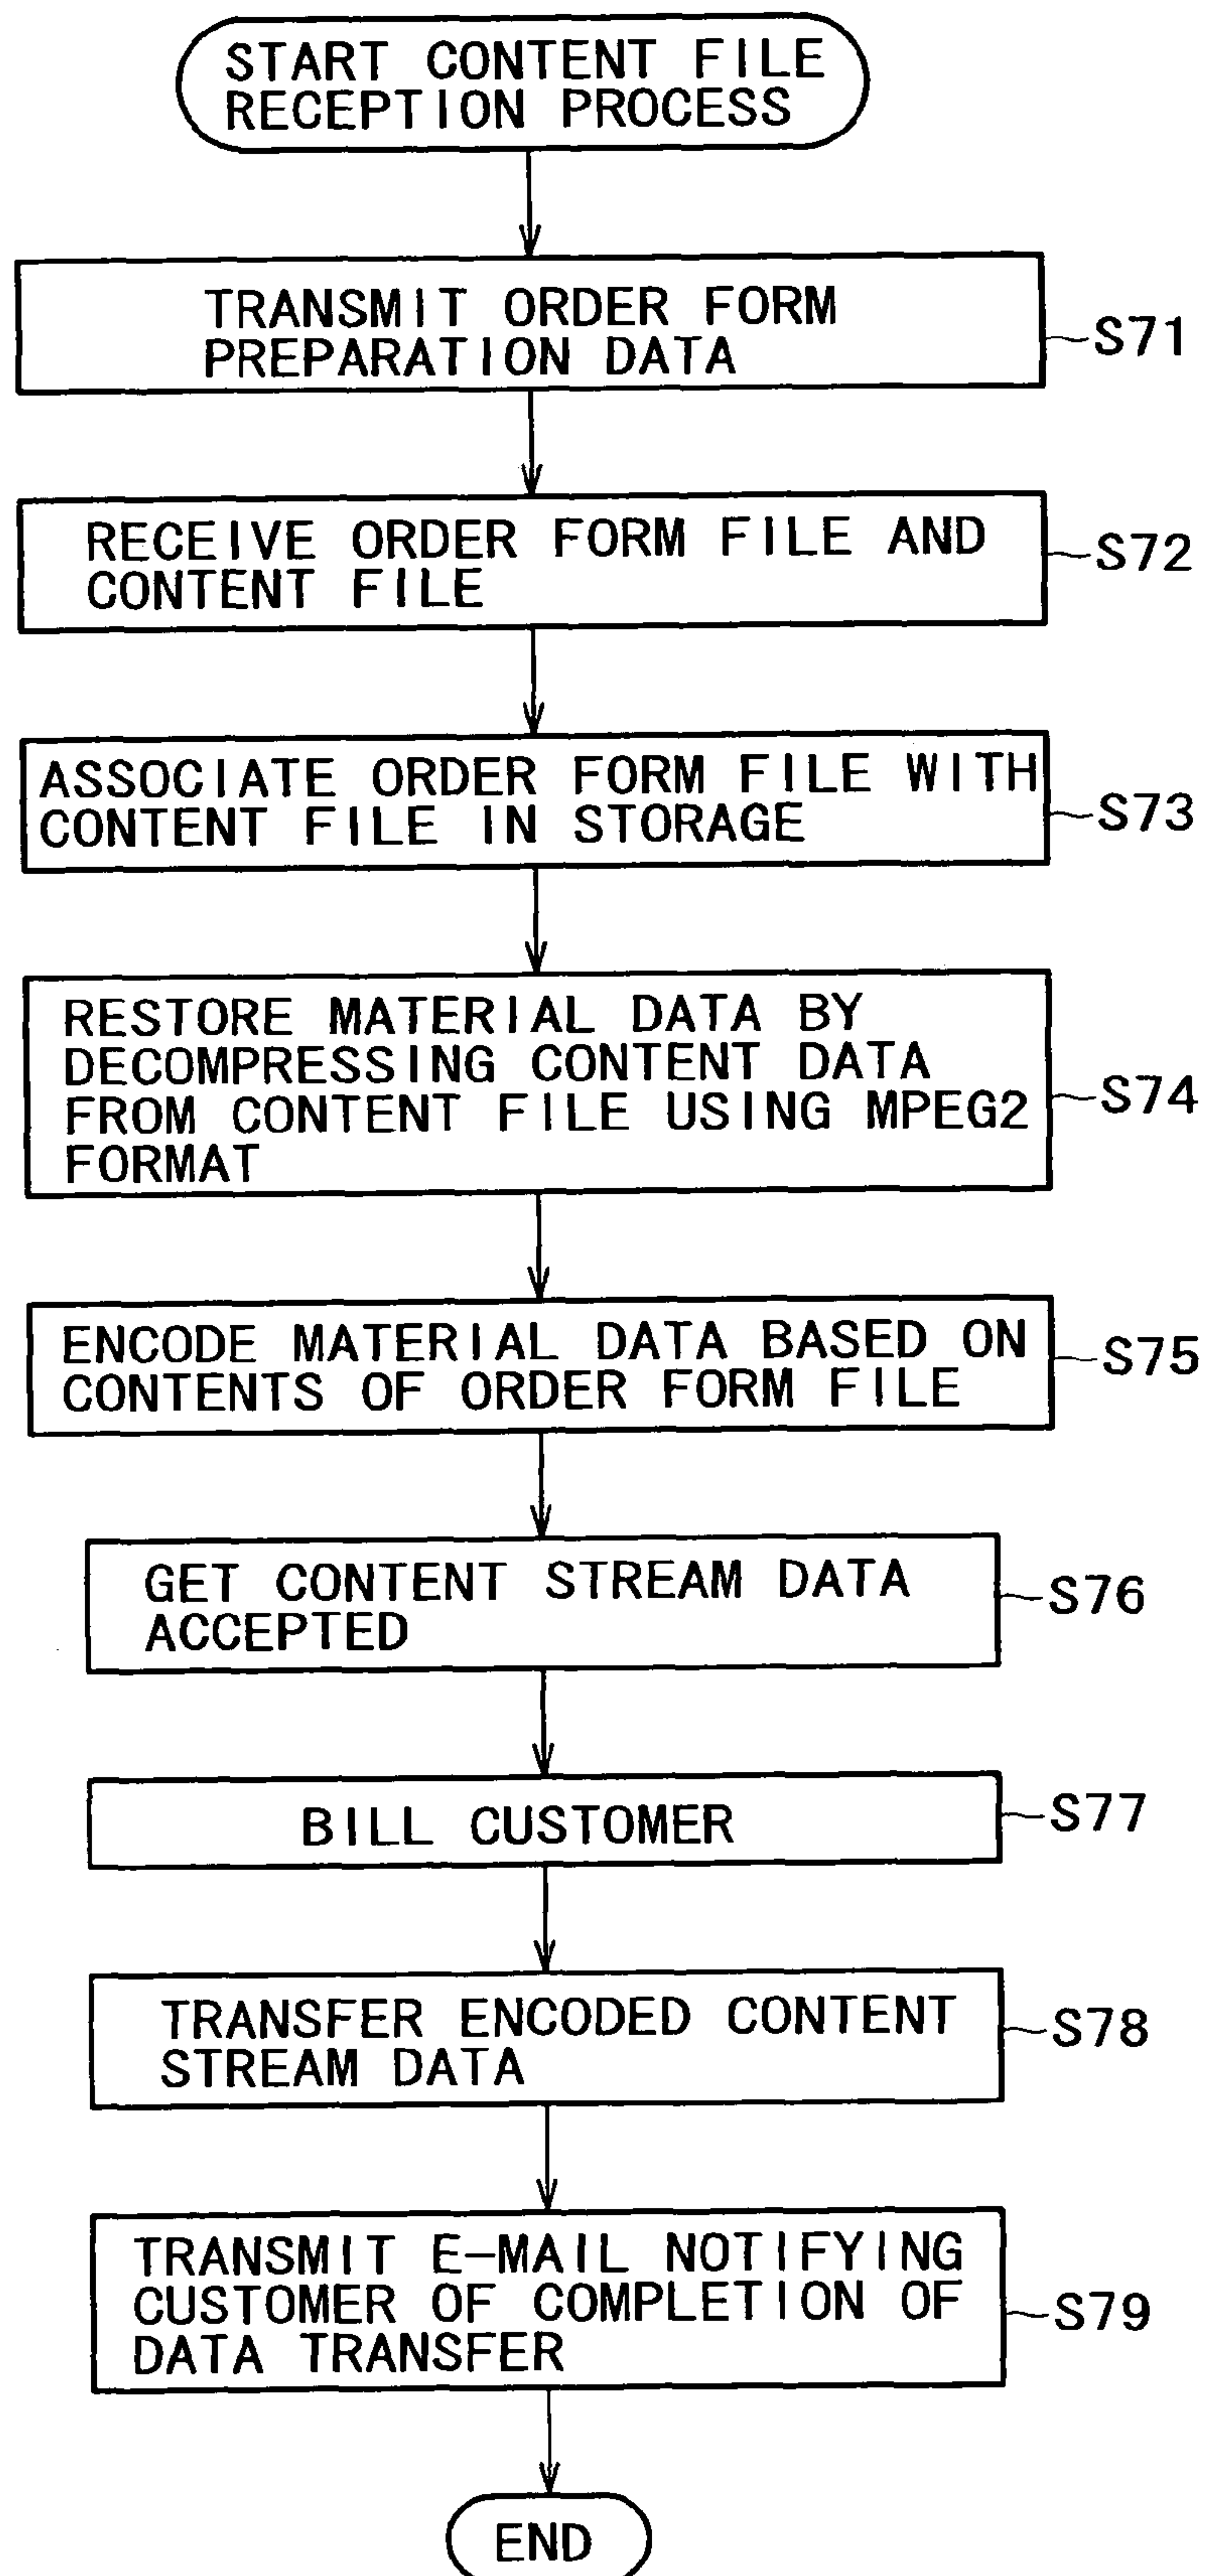 START CONTENT FILE
RECEPTION PROCESS
TRANSMIT ORDER FORM
PREPARATION DATA
S71
RECEIVE ORDER FORM FILE AND
CONTENT FILE
S72
ASSOCIATE ORDER FORM FILE WITH
CONTENT FILE IN STORAGE
S73
RESTORE MATERIAL DATA BY
DECOMPRESSING CONTENT DATA
FROM CONTENT FILE USING MPEG2
FORMAT
S74
ENCODE MATERIAL DATA BASED ON
CONTENTS OF ORDER FORM FILE
S75
GET CONTENT STREAM DATA
ACCEPTED
S76
BILL CUSTOMER
S77
TRANSFER ENCODED CONTENT
STREAM DATA
S78
TRANSMIT E-MAIL NOTIFYING
CUSTOMER OF COMPLETION OF
DATA TRANSFER
S79
END